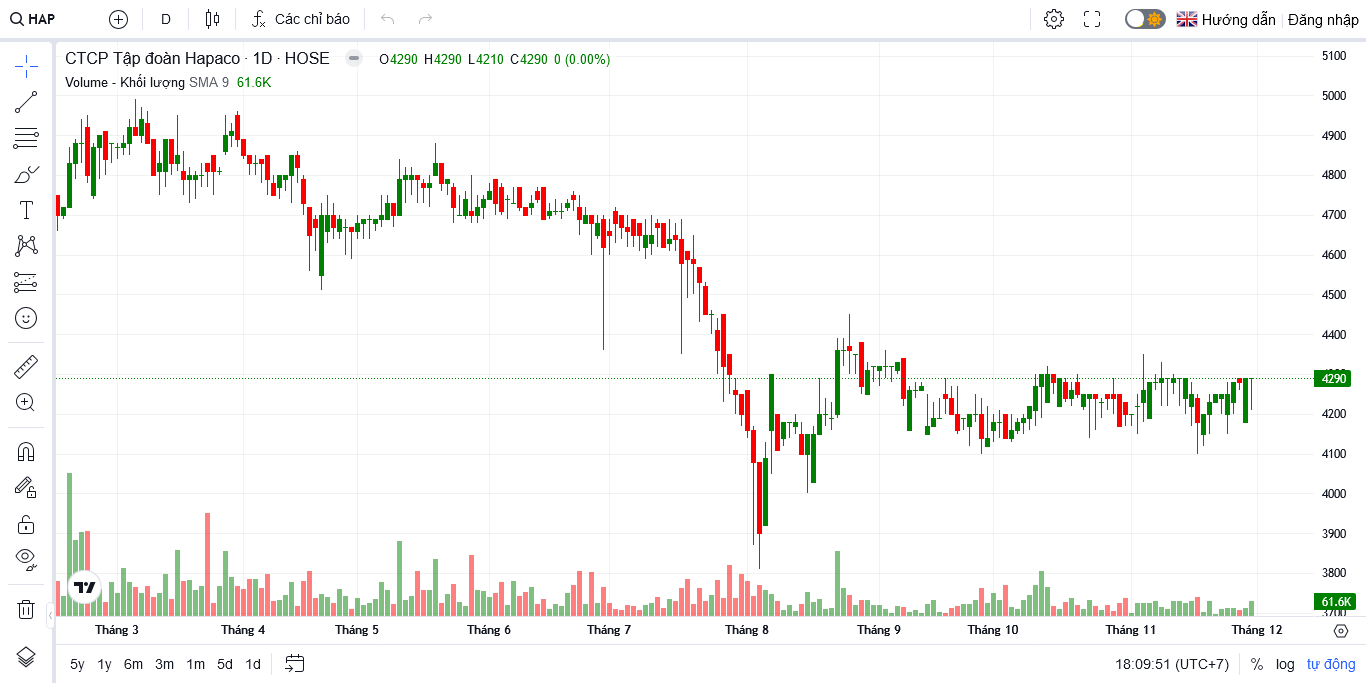 HAP D Các chỉ báo Hướng dẫn Đăng nhập
CTCP Tập đoàn Hapaco · 1D · HOSE O4290 H4290 L4210 C4290 0 (0.00%)
Volume - Khối lượng SMA 9 61.6K
5100
5000
4900
4800
4700
4600
4500
4400
4290
4200
4100
4000
3900
3800
61.6K
3700
Tháng 3 Tháng 4 Tháng 5 Tháng 6 Tháng 7 Tháng 8 Tháng 9 Tháng 10 Tháng 11 Tháng 12
5y 1y 6m 3m 1m 5d 1d 18:09:51 (UTC+7) % log tự động